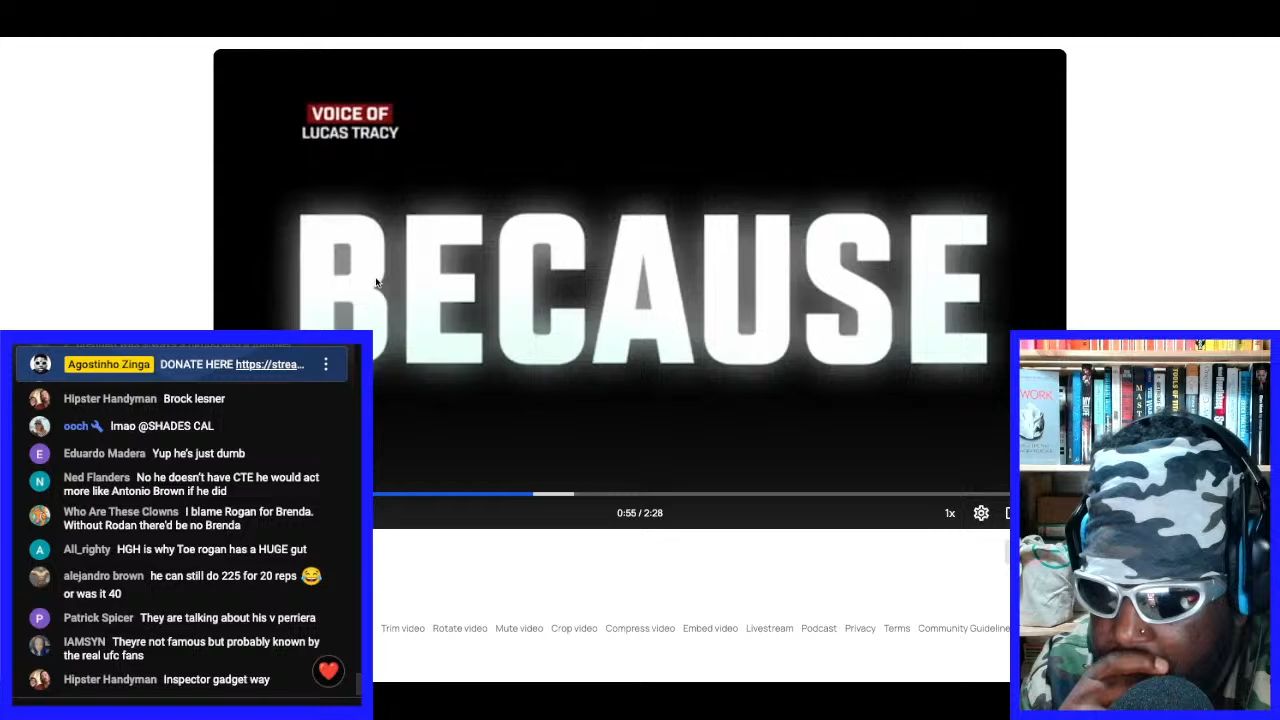 VOICE OF
LUCAS TRACY
BECAUSE
Agostinho Zinga DONATE HERE https://strea...
Hipster Handyman Brock lesner
ooch lmao @SHADES CAL
Eduardo Madera Yup he's just dumb
Ned Flanders No he doesn't have CTE he would act
more like Antonio Brown if he did
Who Are These Clowns I blame Rogan for Brenda.
Without Rodan there'd be no Brenda
All_righty HGH is why Toe rogan has a HUGE gut
alejandro brown he can still do 225 for 20 reps 😂
or was it 40
Patrick Spicer They are talking about his v perriera
IAMSYN Theyre not famous but probably known by
the real ufc fans
Hipster Handyman Inspector gadget way
0:55 / 2:28
1x
Trim video Rotate video Mute video Crop video Compress video Embed video Livestream Podcast Privacy Terms Community Guideline
WORK